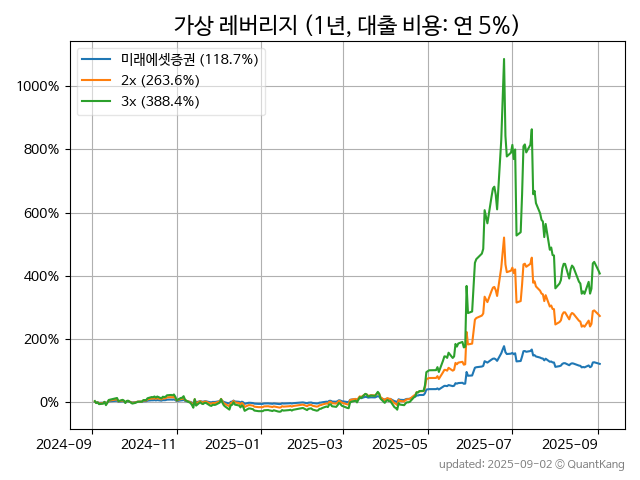 가상 레버리지 (1년, 대출 비용: 연 5%)
미래에셋증권 (118.7%)
2x (263.6%)
3x (388.4%)
1000%
800%
600%
400%
200%
0%
2024-09 2024-11 2025-01 2025-03 2025-05 2025-07 2025-09
updated: 2025-09-02 © QuantKang